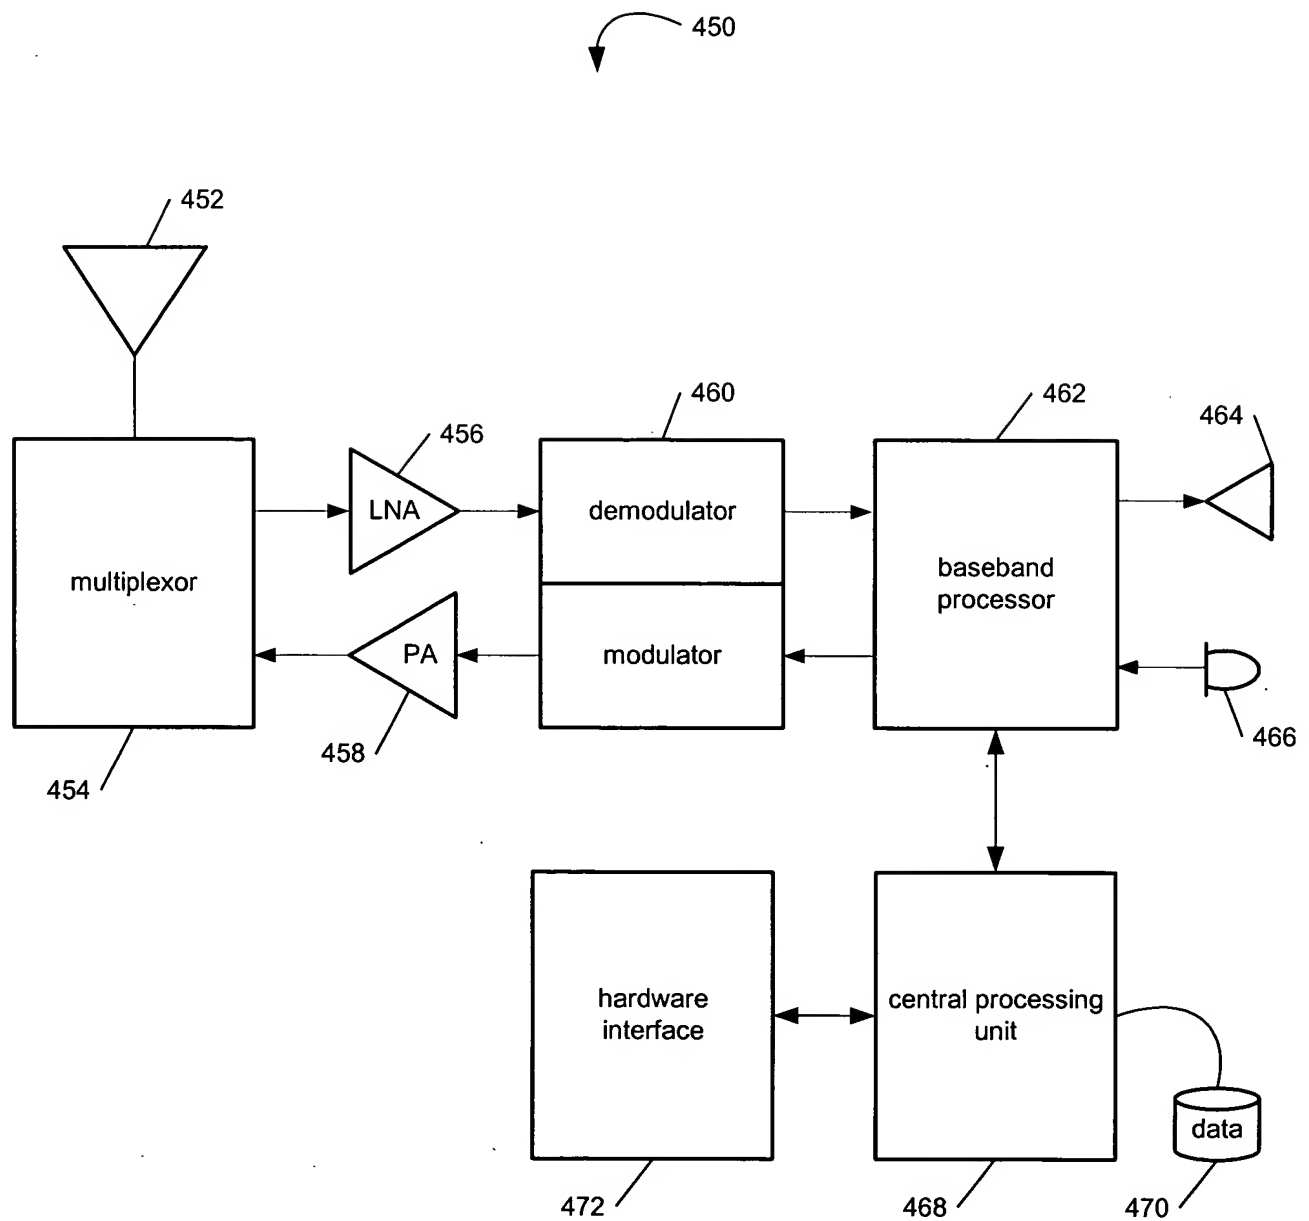 450
452
460
462
464
456
LNA
demodulator
multiplexor
baseband
processor
PA
modulator
458
466
454
hardware
interface
central processing
unit
data
472
468
470